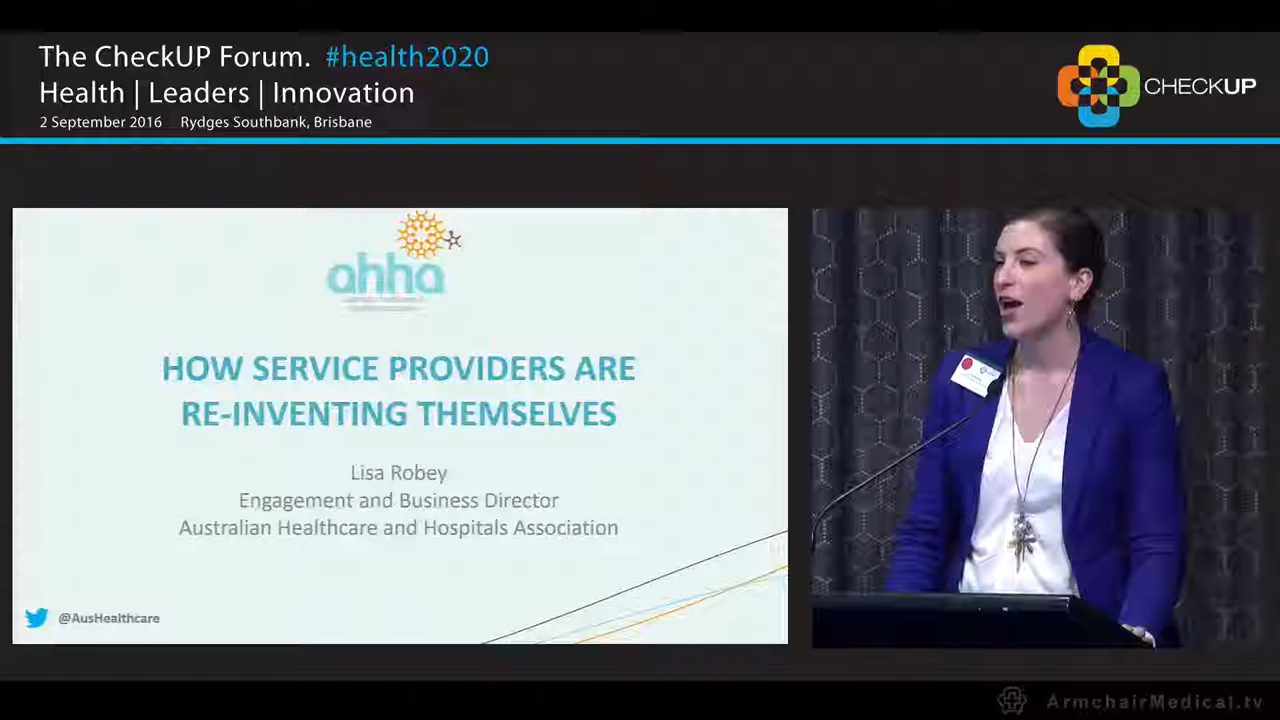 The CheckUP Forum. #health2020
Health | Leaders | Innovation
2 September 2016 Rydges Southbank, Brisbane
CHECKUP
ahha
HOW SERVICE PROVIDERS ARE
RE-INVENTING THEMSELVES
Lisa Robey
Engagement and Business Director
Australian Healthcare and Hospitals Association
@AusHealthcare
ArmchairMedical.tv